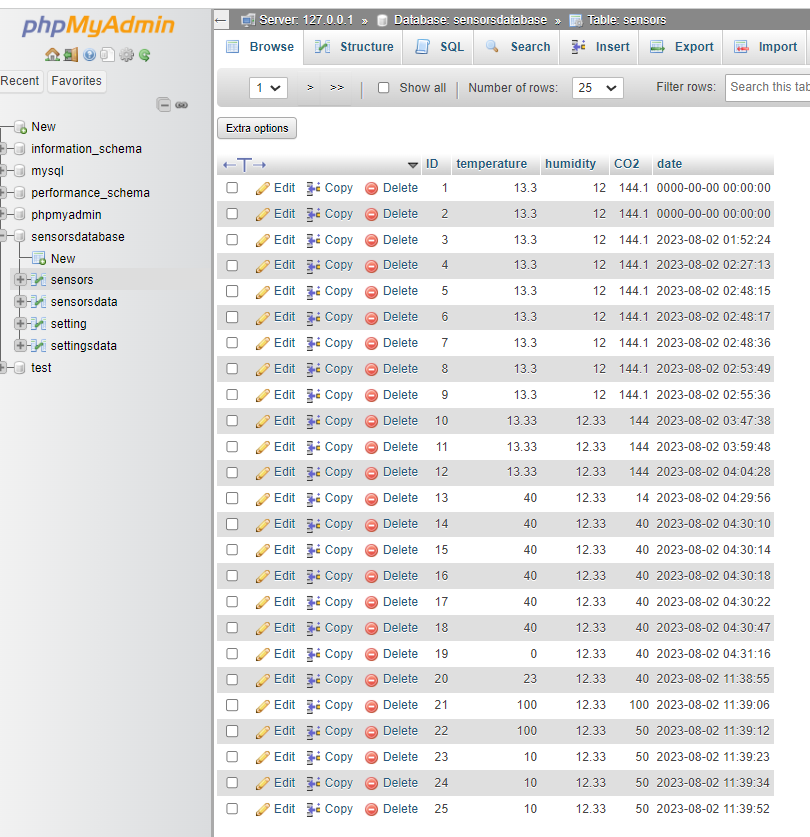 phpMyAdmin
Recent Favorites
New
information_schema
mysql
performance_schema
phpmyadmin
sensorsdatabase
New
sensors
sensorsdata
setting
settingsdata
test
← Server: 127.0.0.1 » Database: sensorsdatabase » Table: sensors
Browse Structure SQL Search Insert Export Import
1 > >> | Show all | Number of rows: 25 Filter rows: Search this tab
Extra options
←T→ ID temperature humidity CO2 date
Edit Copy Delete 1 13.3 12 144.1 0000-00-00 00:00:00
Edit Copy Delete 2 13.3 12 144.1 0000-00-00 00:00:00
Edit Copy Delete 3 13.3 12 144.1 2023-08-02 01:52:24
Edit Copy Delete 4 13.3 12 144.1 2023-08-02 02:27:13
Edit Copy Delete 5 13.3 12 144.1 2023-08-02 02:48:15
Edit Copy Delete 6 13.3 12 144.1 2023-08-02 02:48:17
Edit Copy Delete 7 13.3 12 144.1 2023-08-02 02:48:36
Edit Copy Delete 8 13.3 12 144.1 2023-08-02 02:53:49
Edit Copy Delete 9 13.3 12 144.1 2023-08-02 02:55:36
Edit Copy Delete 10 13.33 12.33 144 2023-08-02 03:47:38
Edit Copy Delete 11 13.33 12.33 144 2023-08-02 03:59:48
Edit Copy Delete 12 13.33 12.33 144 2023-08-02 04:04:28
Edit Copy Delete 13 40 12.33 14 2023-08-02 04:29:56
Edit Copy Delete 14 40 12.33 40 2023-08-02 04:30:10
Edit Copy Delete 15 40 12.33 40 2023-08-02 04:30:14
Edit Copy Delete 16 40 12.33 40 2023-08-02 04:30:18
Edit Copy Delete 17 40 12.33 40 2023-08-02 04:30:22
Edit Copy Delete 18 40 12.33 40 2023-08-02 04:30:47
Edit Copy Delete 19 0 12.33 40 2023-08-02 04:31:16
Edit Copy Delete 20 23 12.33 40 2023-08-02 11:38:55
Edit Copy Delete 21 100 12.33 100 2023-08-02 11:39:06
Edit Copy Delete 22 100 12.33 50 2023-08-02 11:39:12
Edit Copy Delete 23 10 12.33 50 2023-08-02 11:39:23
Edit Copy Delete 24 10 12.33 50 2023-08-02 11:39:34
Edit Copy Delete 25 10 12.33 50 2023-08-02 11:39:52